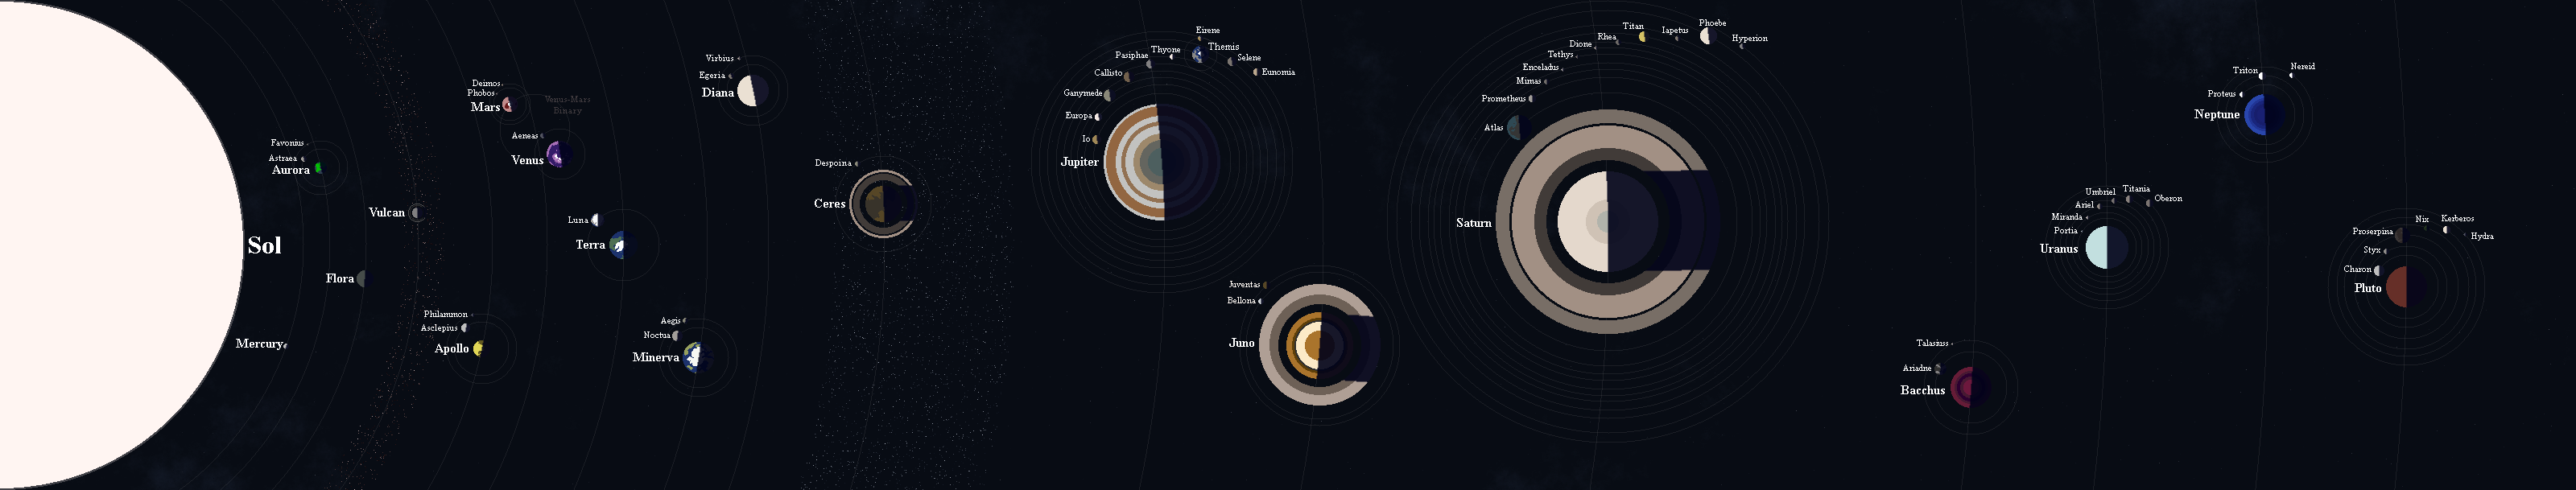 Sol
Mercury
Favonius
Astraea
Aurora
Flora
Vulcan
Philammon
Asclepius
Apollo
Deimos
Phobos
Mars
Venus-Mars
Binary
Aeneas
Venus
Luna
Terra
Aegis
Noctua
Minerva
Virbius
Egeria
Diana
Despoina
Ceres
Eirene
Themis
Thyone
Pasiphae
Selene
Callisto
Eunomia
Ganymede
Europa
Io
Jupiter
Juventas
Bellona
Juno
Phoebe
Titan
Iapetus
Rhea
Hyperion
Dione
Tethys
Enceladus
Mimas
Prometheus
Atlas
Saturn
Talasiuss
Ariadne
Bacchus
Umbriel
Titania
Oberon
Ariel
Miranda
Portia
Uranus
Triton
Nereid
Proteus
Neptune
Nix
Kerberos
Proserpina
Hydra
Styx
Charon
Pluto